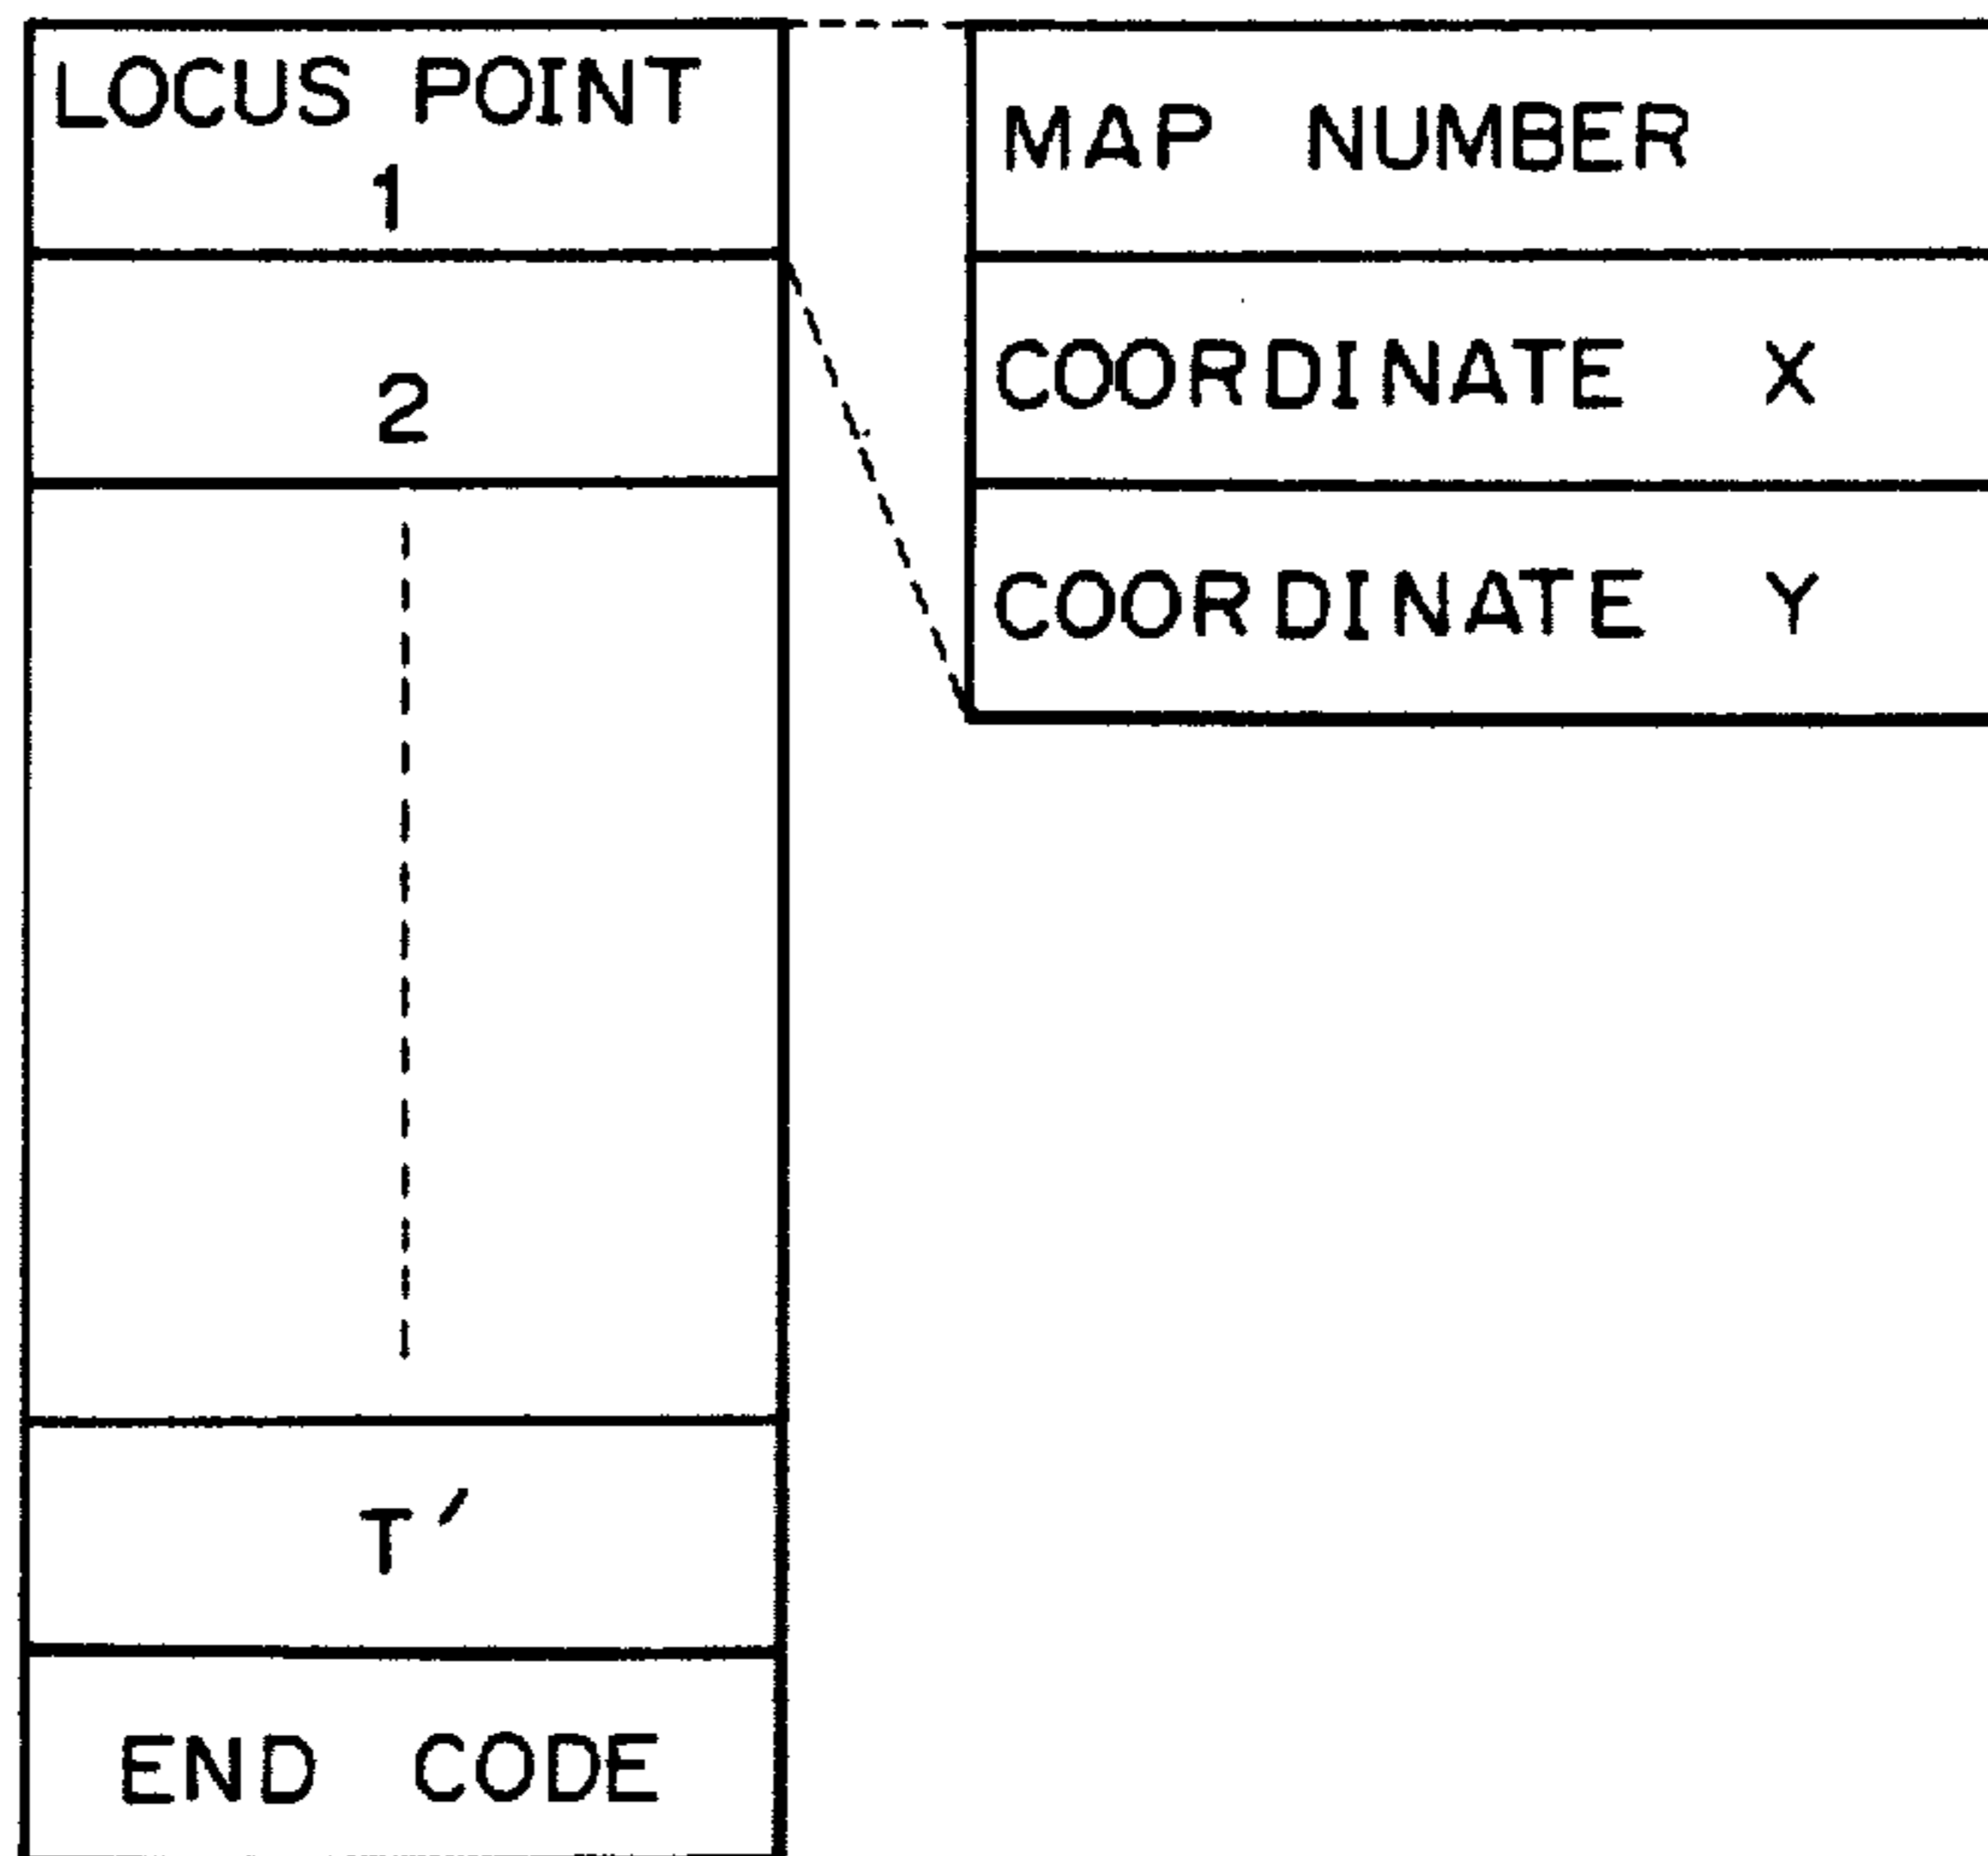 LOCUS POINT
1
2
T′
END CODE
MAP NUMBER
COORDINATE X
COORDINATE Y